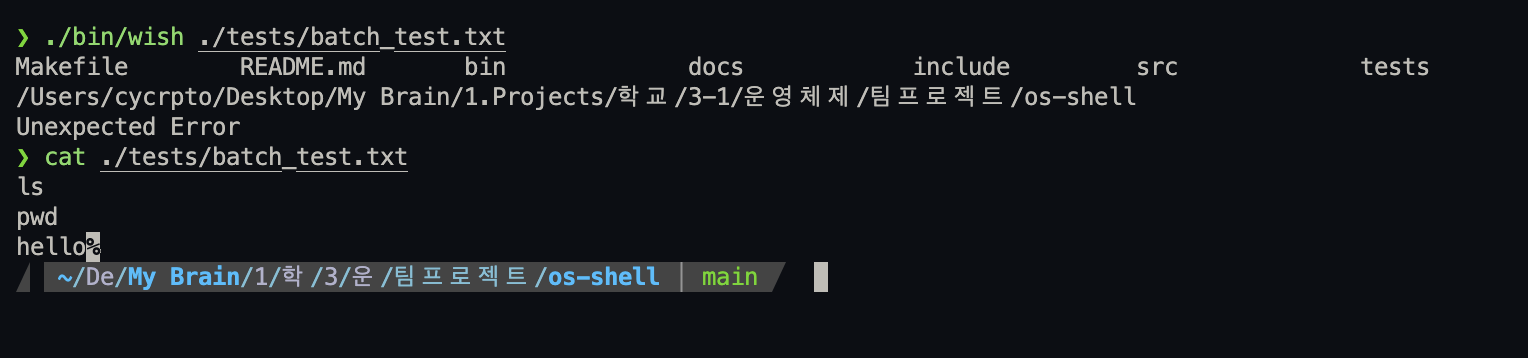 ❯ ./bin/wish ./tests/batch_test.txt
Makefile README.md bin docs include src tests
/Users/cycrpto/Desktop/My Brain/1.Projects/학교/3-1/운영체제/팀프로젝트/os-shell
Unexpected Error
❯ cat ./tests/batch_test.txt
ls
pwd
hello%
~/De/My Brain/1/학/3/운/팀프로젝트/os-shell | main